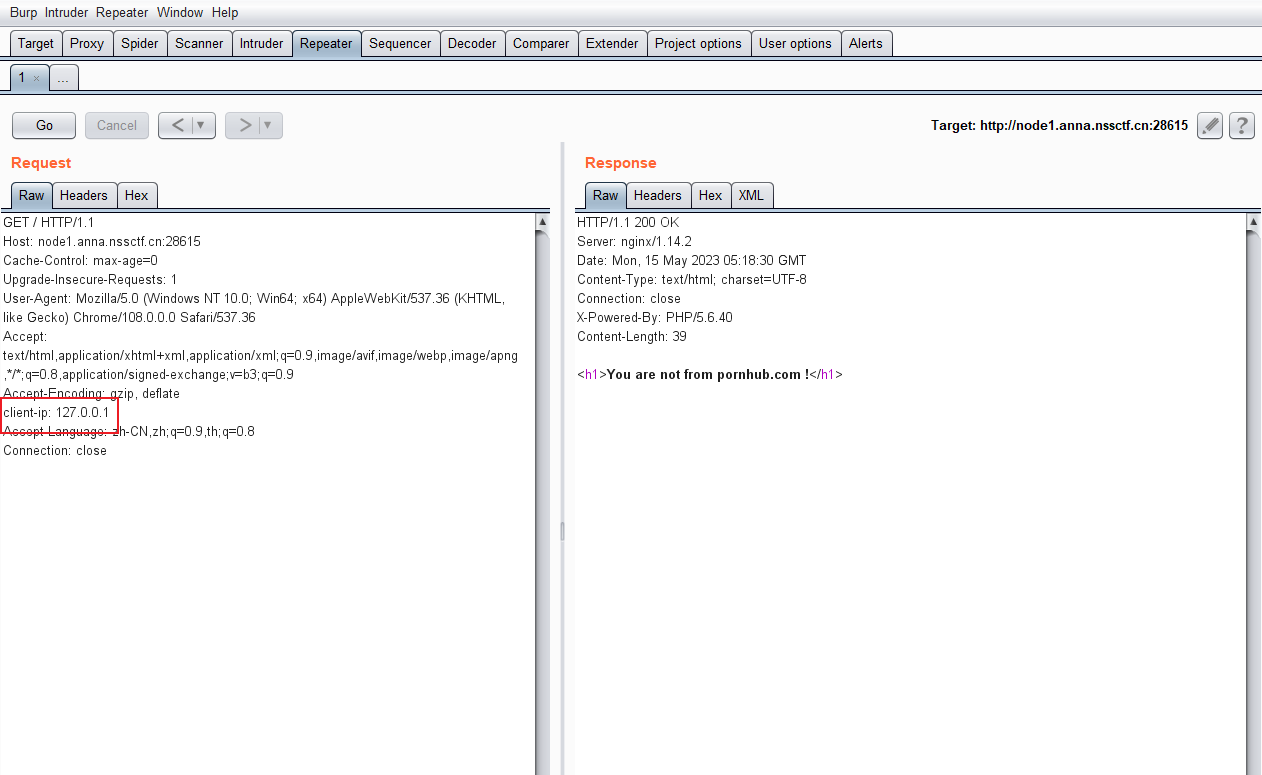 Burp Intruder Repeater Window Help
Target Proxy Spider Scanner Intruder Repeater Sequencer Decoder Comparer Extender Project options User options Alerts
1 × ...
Go Cancel < ▼ > ▼ Target: http://node1.anna.nssctf.cn:28615 ?
Request
Raw Headers Hex
GET / HTTP/1.1
Host: node1.anna.nssctf.cn:28615
Cache-Control: max-age=0
Upgrade-Insecure-Requests: 1
User-Agent: Mozilla/5.0 (Windows NT 10.0; Win64; x64) AppleWebKit/537.36 (KHTML,
like Gecko) Chrome/108.0.0.0 Safari/537.36
Accept:
text/html,application/xhtml+xml,application/xml;q=0.9,image/avif,image/webp,image/apng
,*/*;q=0.8,application/signed-exchange;v=b3;q=0.9
Accept-Encoding: gzip, deflate
client-ip: 127.0.0.1
Accept-Language: zh-CN,zh;q=0.9,th;q=0.8
Connection: close
Response
Raw Headers Hex XML
HTTP/1.1 200 OK
Server: nginx/1.14.2
Date: Mon, 15 May 2023 05:18:30 GMT
Content-Type: text/html; charset=UTF-8
Connection: close
X-Powered-By: PHP/5.6.40
Content-Length: 39
<h1>You are not from pornhub.com !</h1>